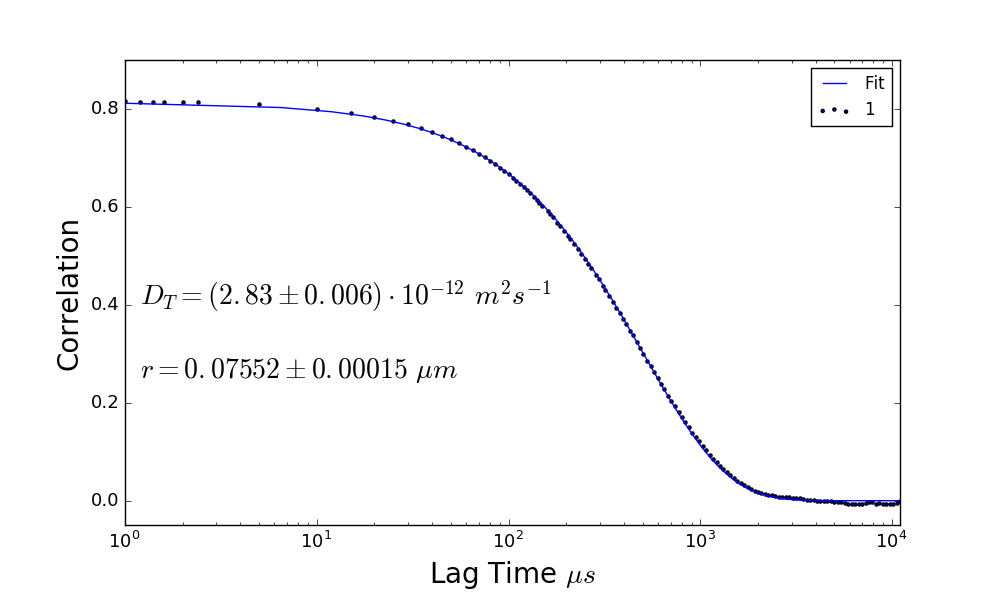 Fit
1
0.8
0.6
0.4
0.2
0.0
Correlation
D_T = (2.83 ± 0.006) · 10^{-12} m^2s^{-1}
r = 0.07552 ± 0.00015 μm
10^0 10^1 10^2 10^3 10^4
Lag Time μs